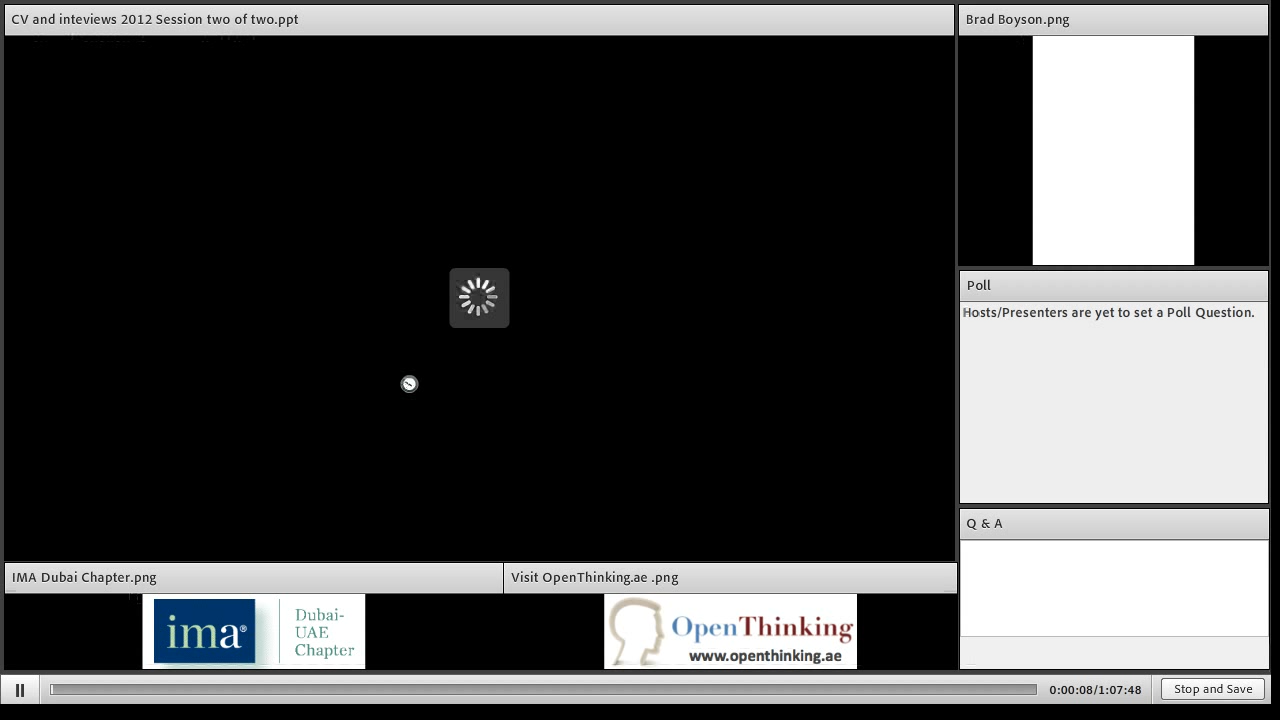 CV and inteviews 2012 Session two of two.ppt
Brad Boyson.png
Poll
Hosts/Presenters are yet to set a Poll Question.
Q & A
IMA Dubai Chapter.png
Visit OpenThinking.ae .png
ima®
Dubai-
UAE
Chapter
OpenThinking
www.openthinking.ae
0:00:08/1:07:48
Stop and Save